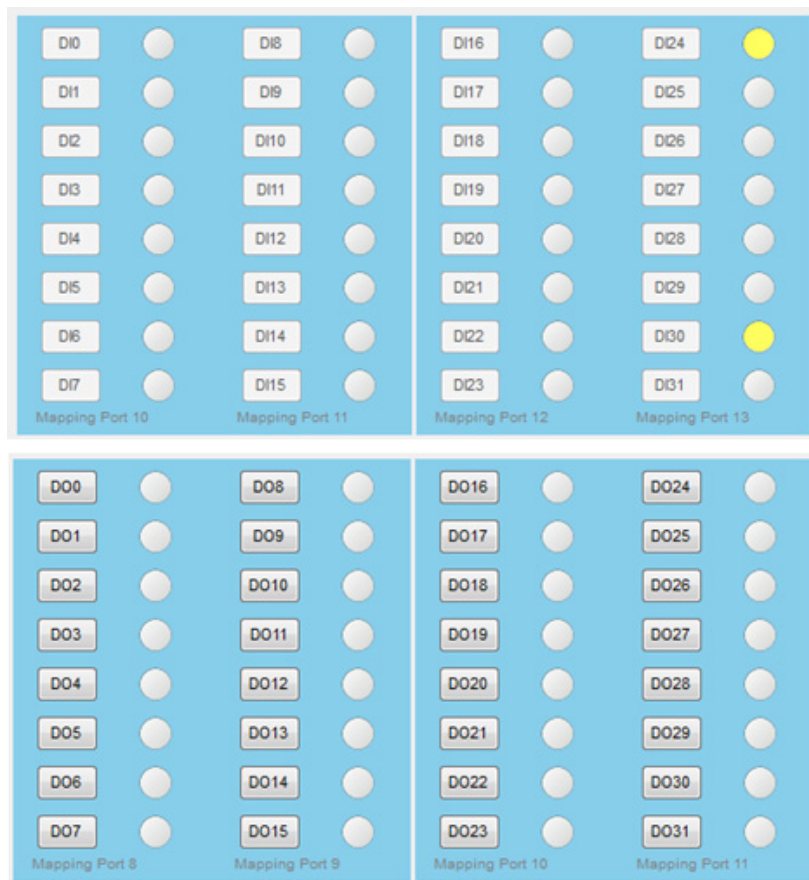 DI0 DI8 DI16 DI24
DI1 DI9 DI17 DI25
DI2 DI10 DI18 DI26
DI3 DI11 DI19 DI27
DI4 DI12 DI20 DI28
DI5 DI13 DI21 DI29
DI6 DI14 DI22 DI30
DI7 DI15 DI23 DI31
Mapping Port 10 Mapping Port 11 Mapping Port 12 Mapping Port 13
DO0 DO8 DO16 DO24
DO1 DO9 DO17 DO25
DO2 DO10 DO18 DO26
DO3 DO11 DO19 DO27
DO4 DO12 DO20 DO28
DO5 DO13 DO21 DO29
DO6 DO14 DO22 DO30
DO7 DO15 DO23 DO31
Mapping Port 8 Mapping Port 9 Mapping Port 10 Mapping Port 11